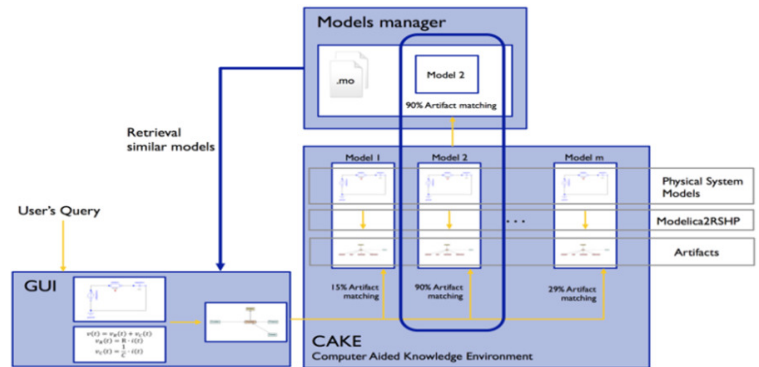 Models manager
.mo
Model 2
90% Artifact matching
Retrieval
similar models
Model 1
Model 2
Model m
Physical System
Models
User's Query
...
Modelica2RSHP
Artifacts
GUI
15% Artifact
matching
90% Artifact
matching
29% Artifact
matching
v(t) = v_R(t) + v_C(t)
v_R(t) = R · i(t)
v_C(t) = 1/C · i(t)
CAKE
Computer Aided Knowledge Environment